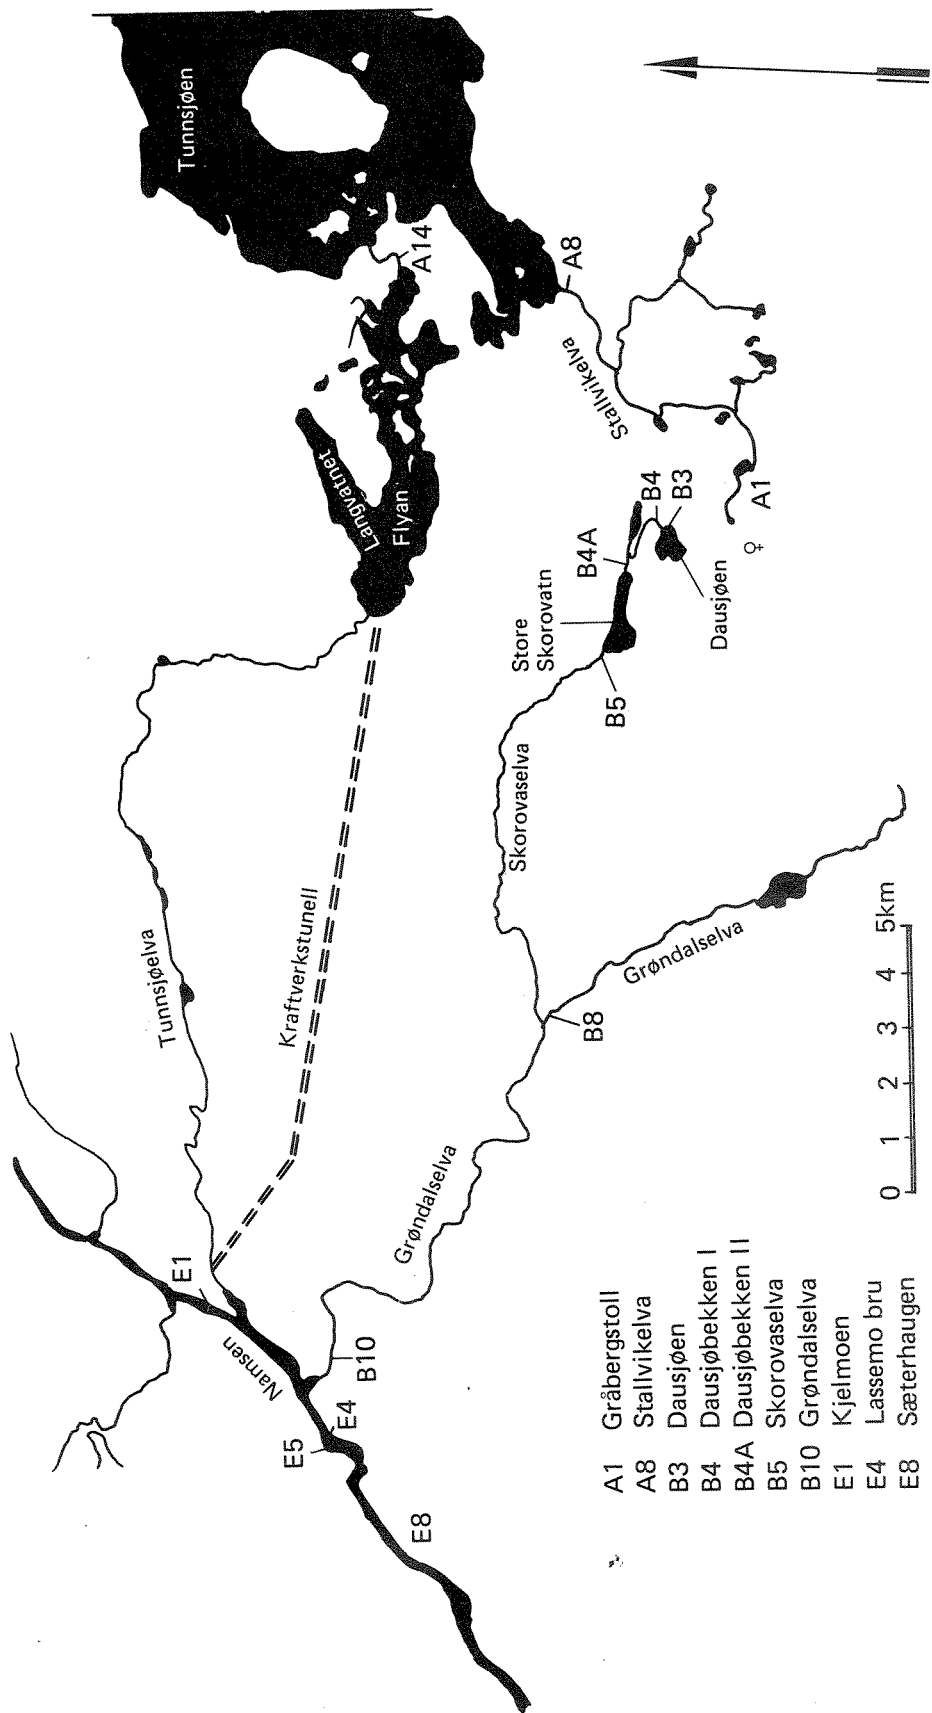 Tunnsjøen
A14
A8
Langvatnet
Flyan
Stallvikelva
A1
♀
B4
B3
B4A
Dausjøen
Store
Skorovatn
B5
Skorovaselva
Tunnsjøelva
Kraftverkstunell
Grøndalselva
B8
Grøndalselva
E1
Namsen
B10
E4
E5
E8
0 1 2 3 4 5km
A1 Gråbergstoll
A8 Stallvikelva
B3 Dausjøen
B4 Dausjøbekken I
B4A Dausjøbekken II
B5 Skorovaselva
B10 Grøndalselva
E1 Kjelmoen
E4 Lassemo bru
E8 Sæterhaugen